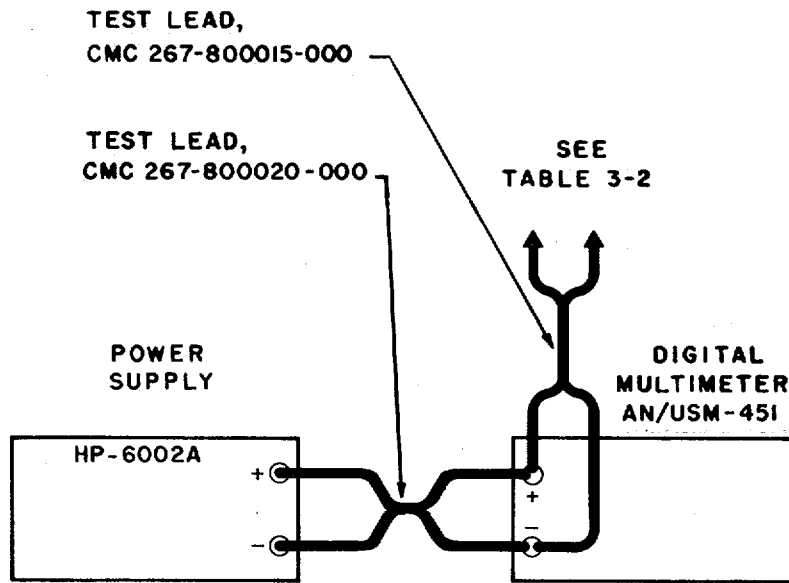 TEST LEAD,
CMC 267-800015-000
TEST LEAD,
CMC 267-800020-000
SEE
TABLE 3-2
POWER
SUPPLY
DIGITAL
MULTIMETER
AN/USM-451
HP-6002A
+
+
-
-